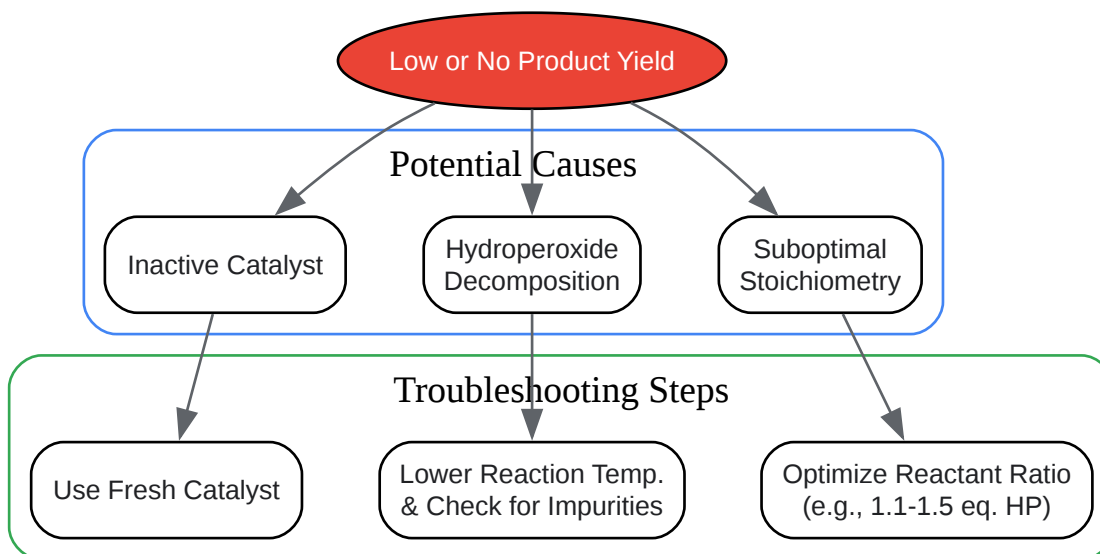 Low or No Product Yield
Potential Causes
Inactive Catalyst
Hydroperoxide
Decomposition
Suboptimal
Stoichiometry
Troubleshooting Steps
Use Fresh Catalyst
Lower Reaction Temp.
& Check for Impurities
Optimize Reactant Ratio
(e.g., 1.1-1.5 eq. HP)